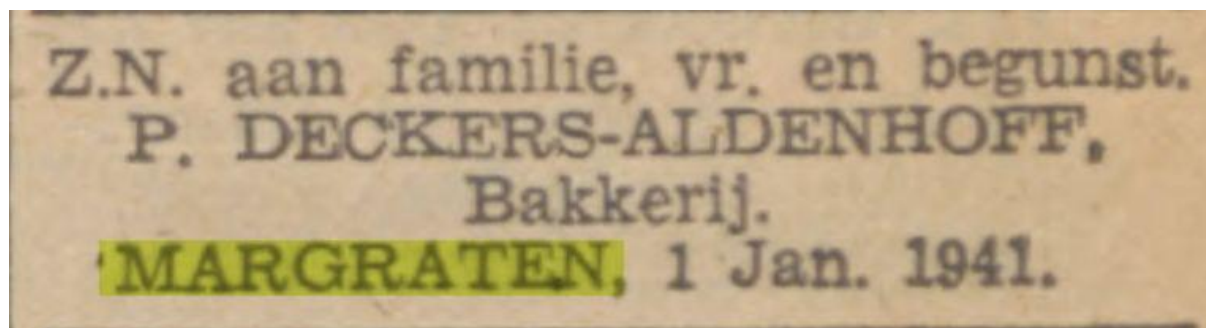 Z.N. aan familie, vr. en begunst.
P. DECKERS-ALDENHOFF,
Bakkerij.
MARGRATEN, 1 Jan. 1941.